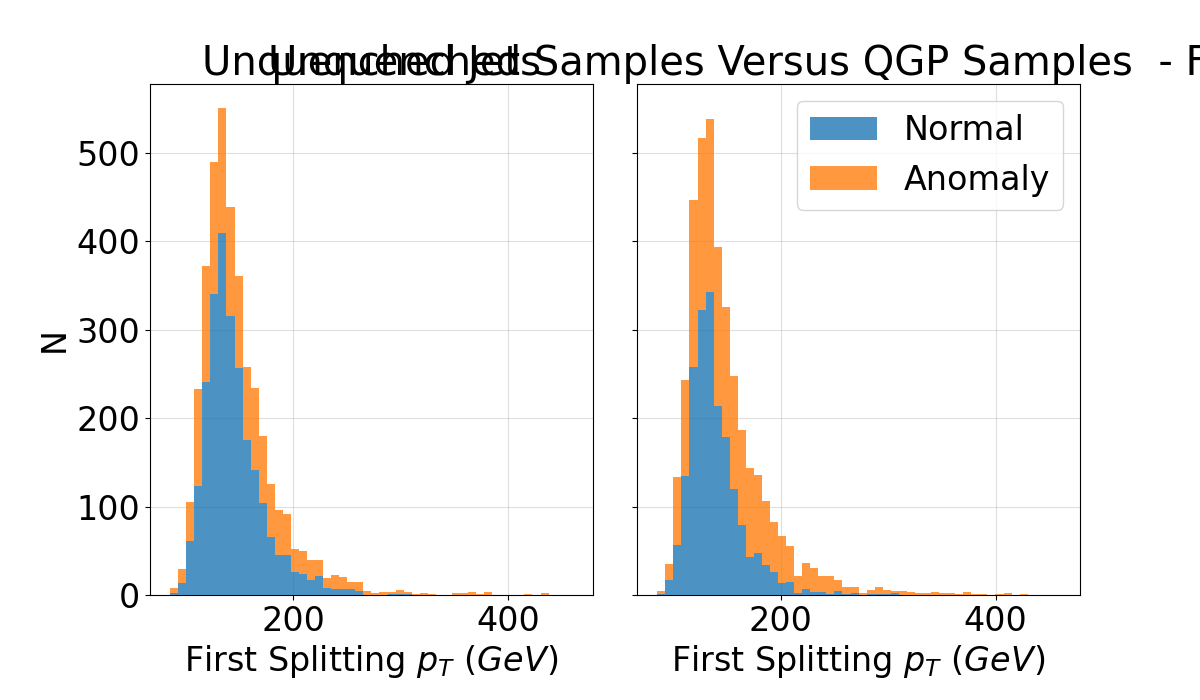 Unquenched Jets
Unquenched Samples Versus QGP Samples - F
Normal
Anomaly
N
500
400
300
200
100
0
200
400
200
400
First Splitting $p_T$ (GeV)
First Splitting $p_T$ (GeV)